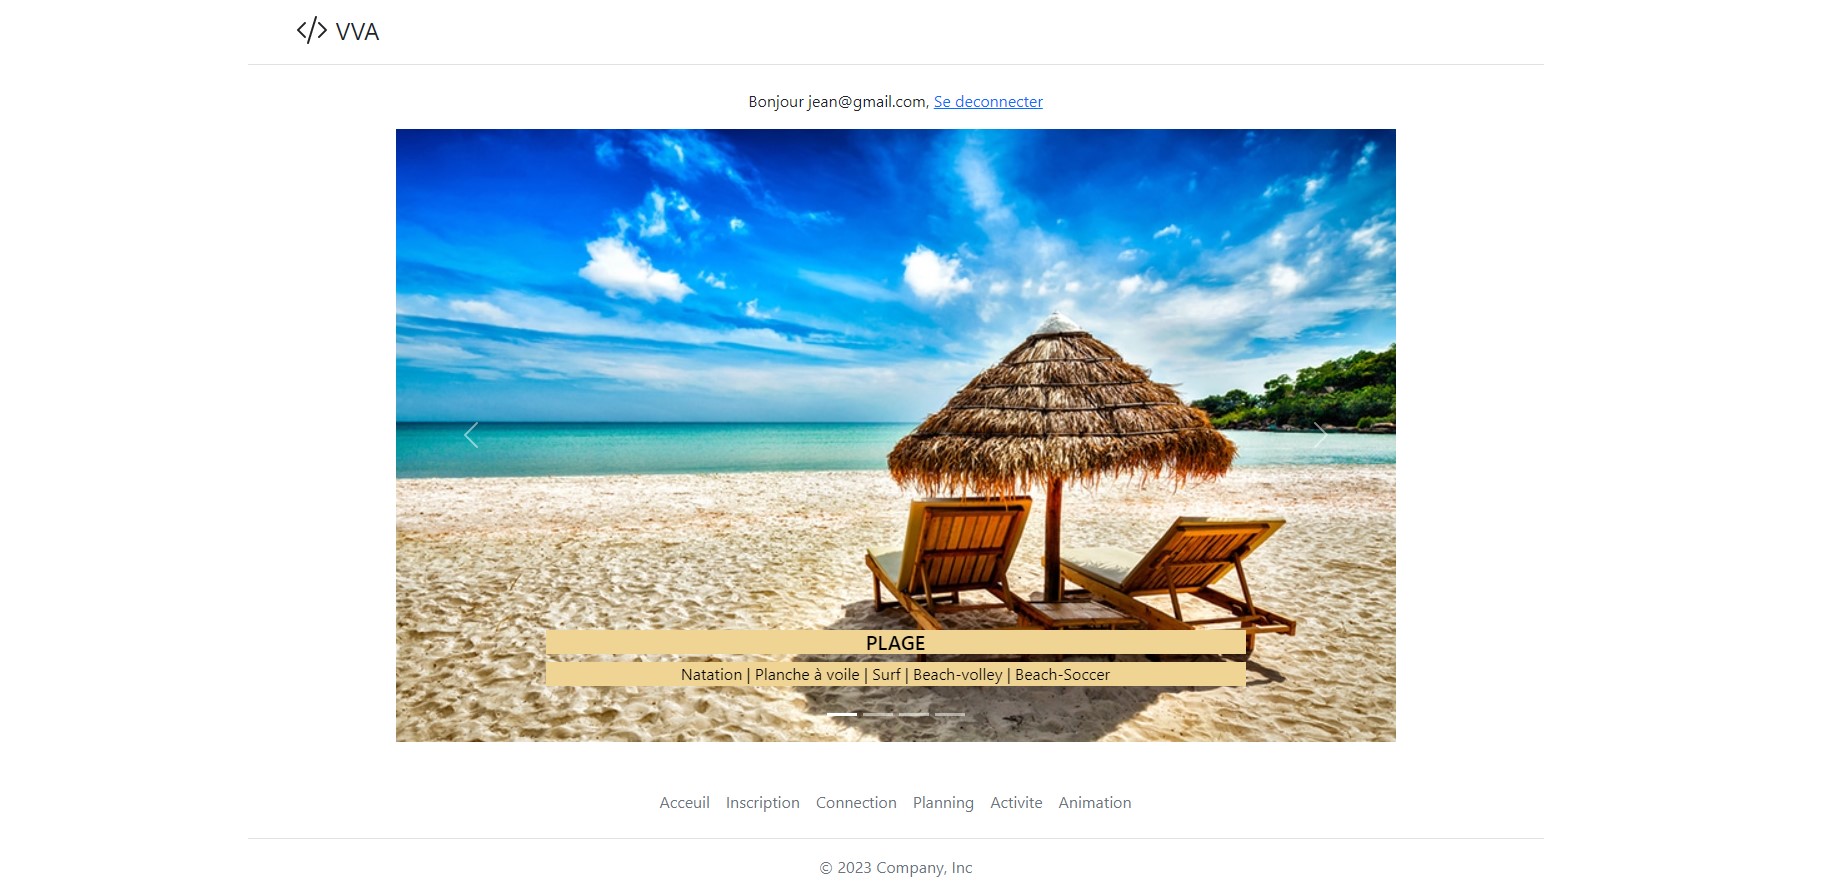 </> VVA
Bonjour jean@gmail.com, Se deconnecter
PLAGE
Natation | Planche à voile | Surf | Beach-volley | Beach-Soccer
Acceuil Inscription Connection Planning Activite Animation
© 2023 Company, Inc